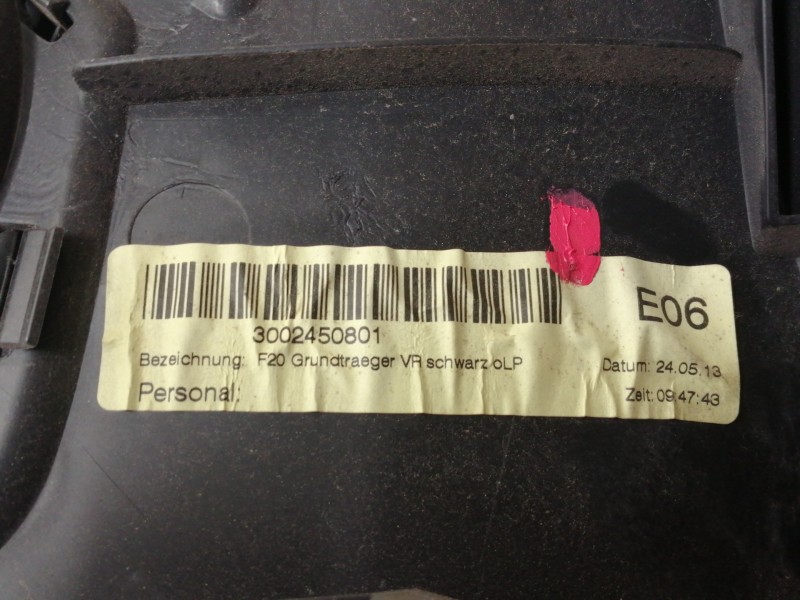 E06
3002450801
Bezeichnung: F20 Grundtraeger VR schwarz oLP
Datum: 24.05.13
Personal:
Zeit: 09:47:43